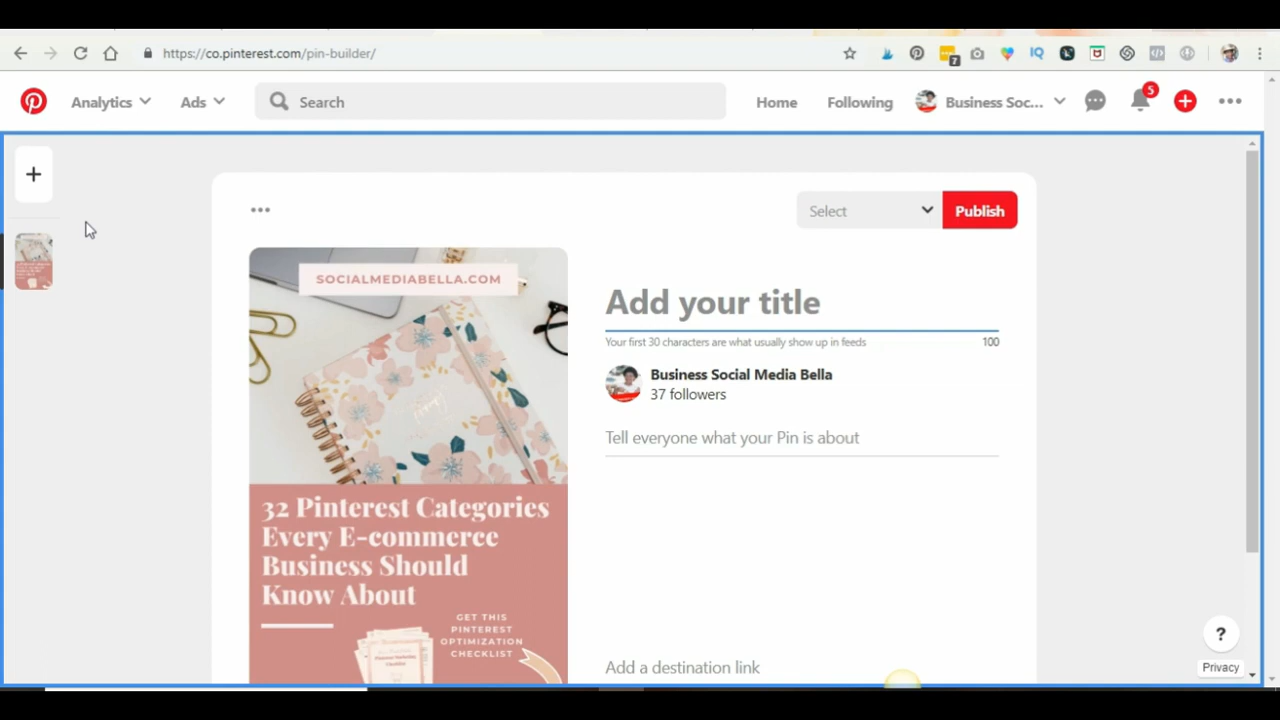 https://co.pinterest.com/pin-builder/
IQ
7
Analytics
Ads
Search
Home
Following
Business Soc...
5
Select
Publish
SOCIALMEDIABELLA.COM
Add your title
Your first 30 characters are what usually show up in feeds
100
Business Social Media Bella
37 followers
Tell everyone what your Pin is about
32 Pinterest Categories
Every E-commerce
Business Should
Know About
GET THIS
PINTEREST
OPTIMIZATION
CHECKLIST
Add a destination link
?
Privacy